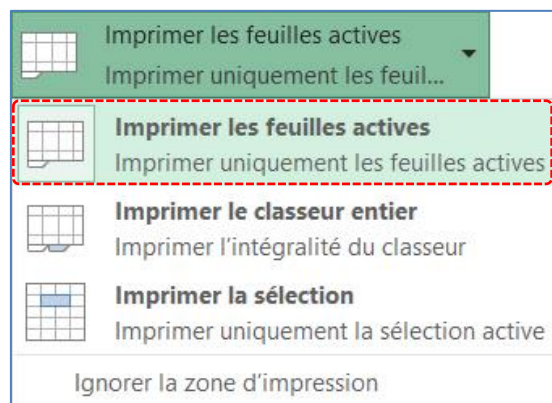 Imprimer les feuilles actives
Imprimer uniquement les feuil...
Imprimer les feuilles actives
Imprimer uniquement les feuilles actives
Imprimer le classeur entier
Imprimer l'intégralité du classeur
Imprimer la sélection
Imprimer uniquement la sélection active
Ignorer la zone d'impression